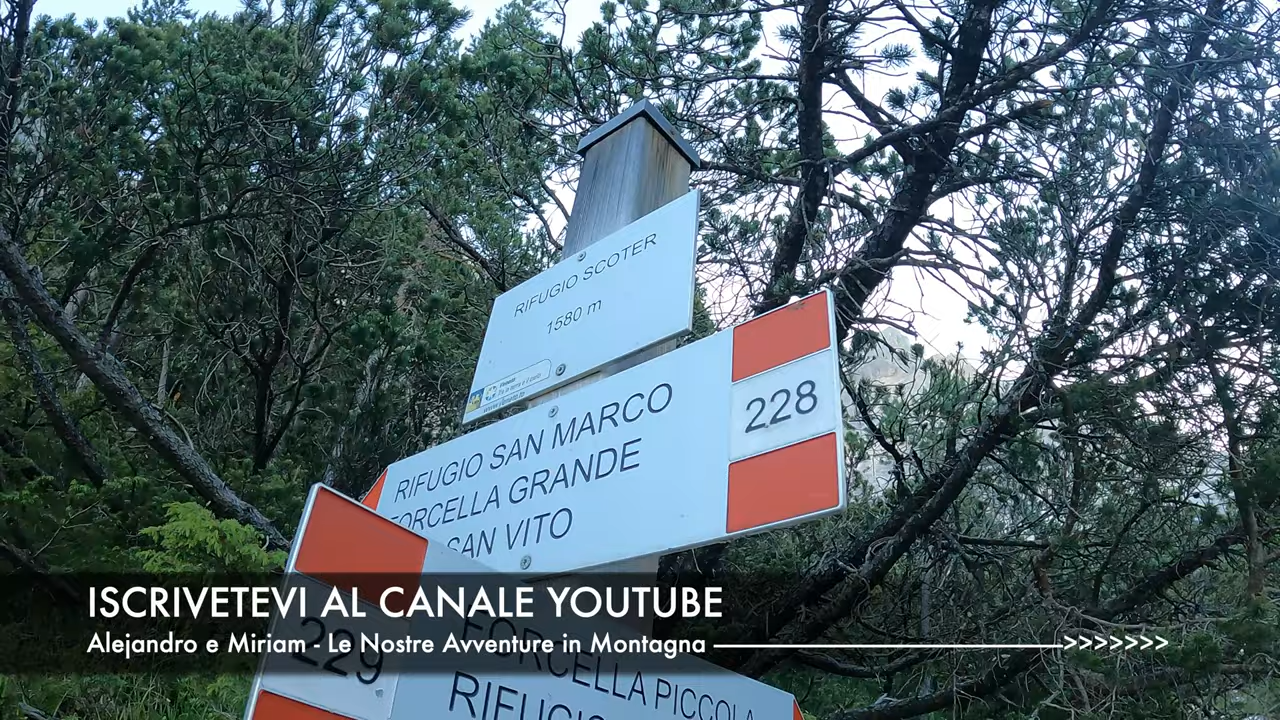 RIFUGIO SCOTER
1580 m
RIFUGIO SAN MARCO
FORCELLA GRANDE
SAN VITO
228
ISCRIVETEVI AL CANALE YOUTUBE
Alejandro e Miriam - Le Nostre Avventure in Montagna >>>>>>>
229
FORCELLA PICCOLA